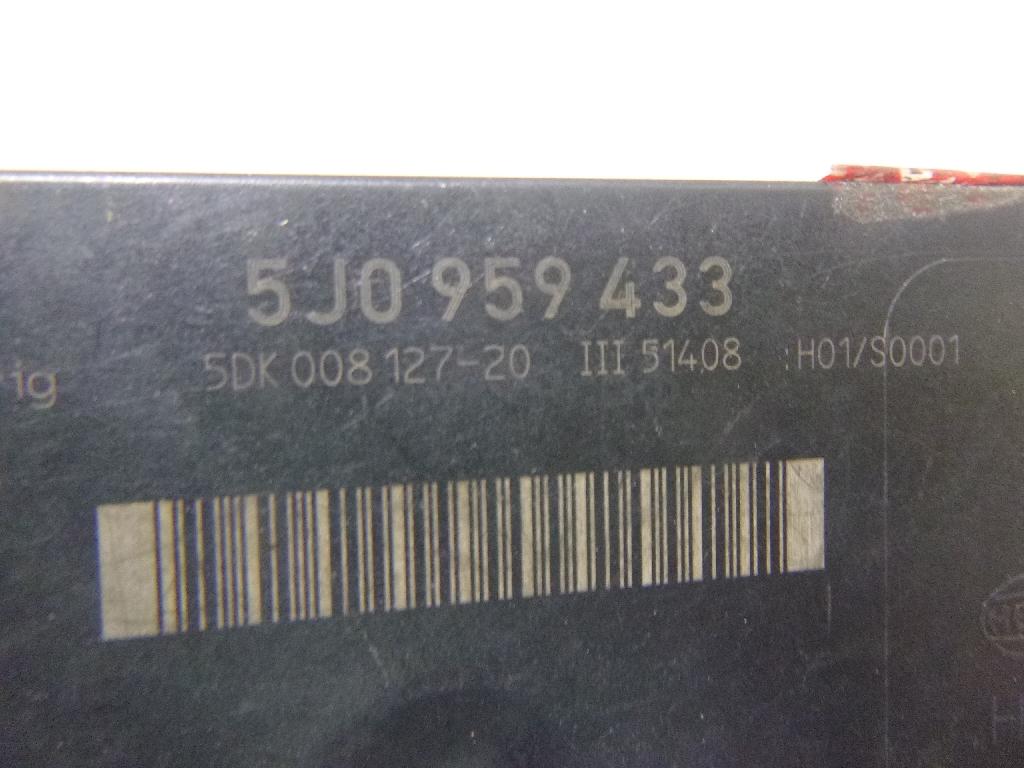 5J0 959 433
ig 5DK 008 127-20 III 51408 :H01/S0001